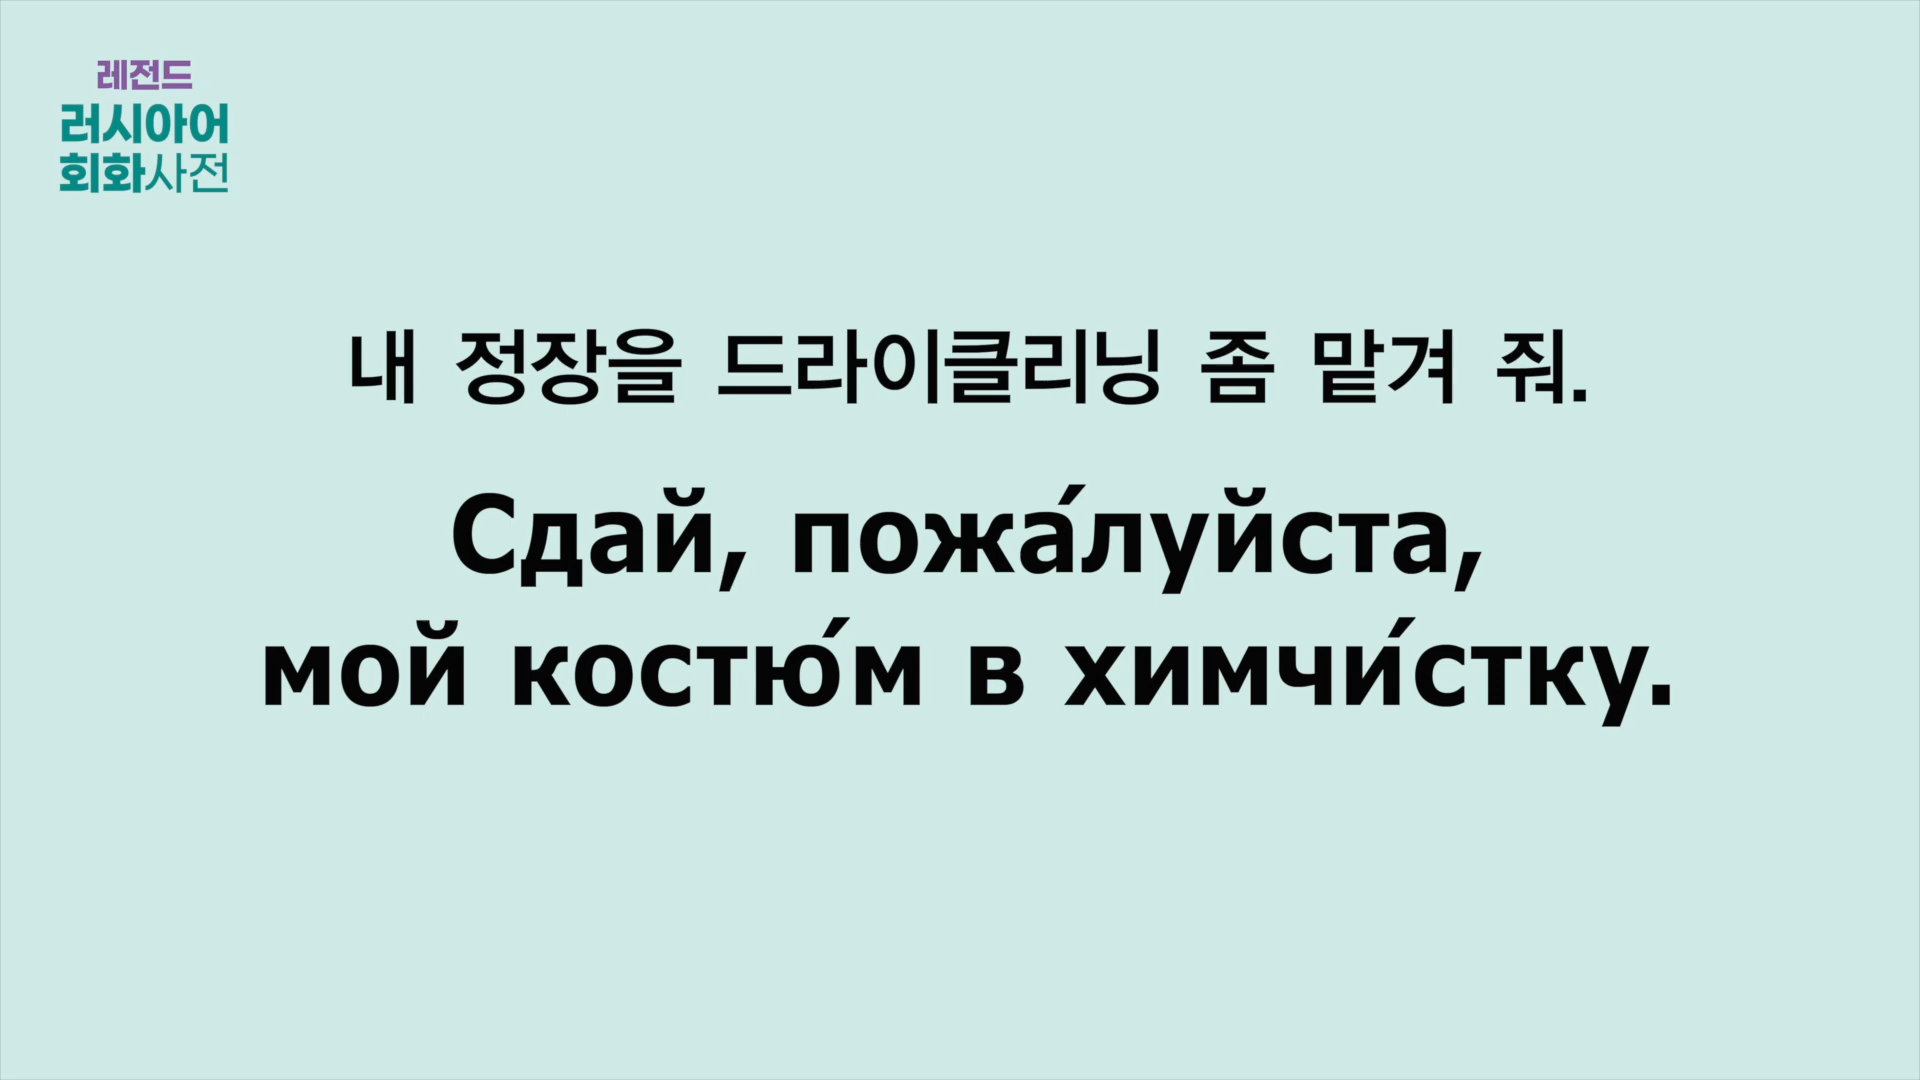 레전드
러시아어
회화사전
내 정장을 드라이클리닝 좀 맡겨 줘.
Сдай, пожа́луйста,
мой костю́м в химчи́стку.